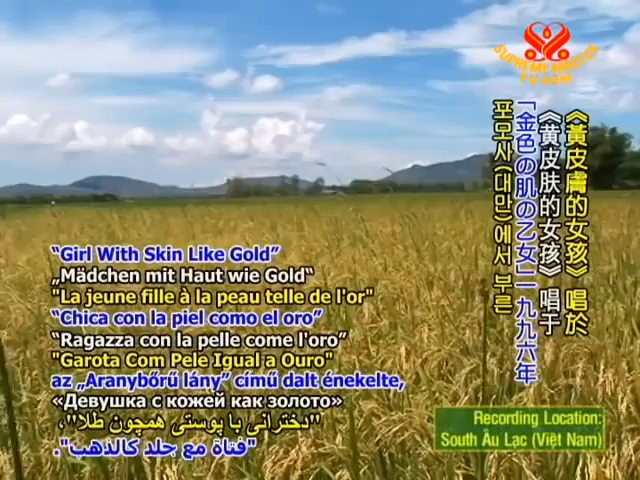 SUPREME MASTER
TV.COM
《黃皮膚的女孩》唱於
《黄皮肤的女孩》唱于
「金色の肌の乙女」一九九六年
포모사(대만)에서 부른
“Girl With Skin Like Gold”
„Mädchen mit Haut wie Gold“
"La jeune fille à la peau telle de l'or"
“Chica con la piel como el oro”
“Ragazza con la pelle come l'oro”
"Garota Com Pele Igual a Ouro"
az „Aranybőrű lány” című dalt énekelte,
«Девушка с кожей как золото»
"دخترانی با پوستی همچون طلا"،
"فتاة مع جلد كالذهب".
Recording Location:
South Âu Lạc (Việt Nam)